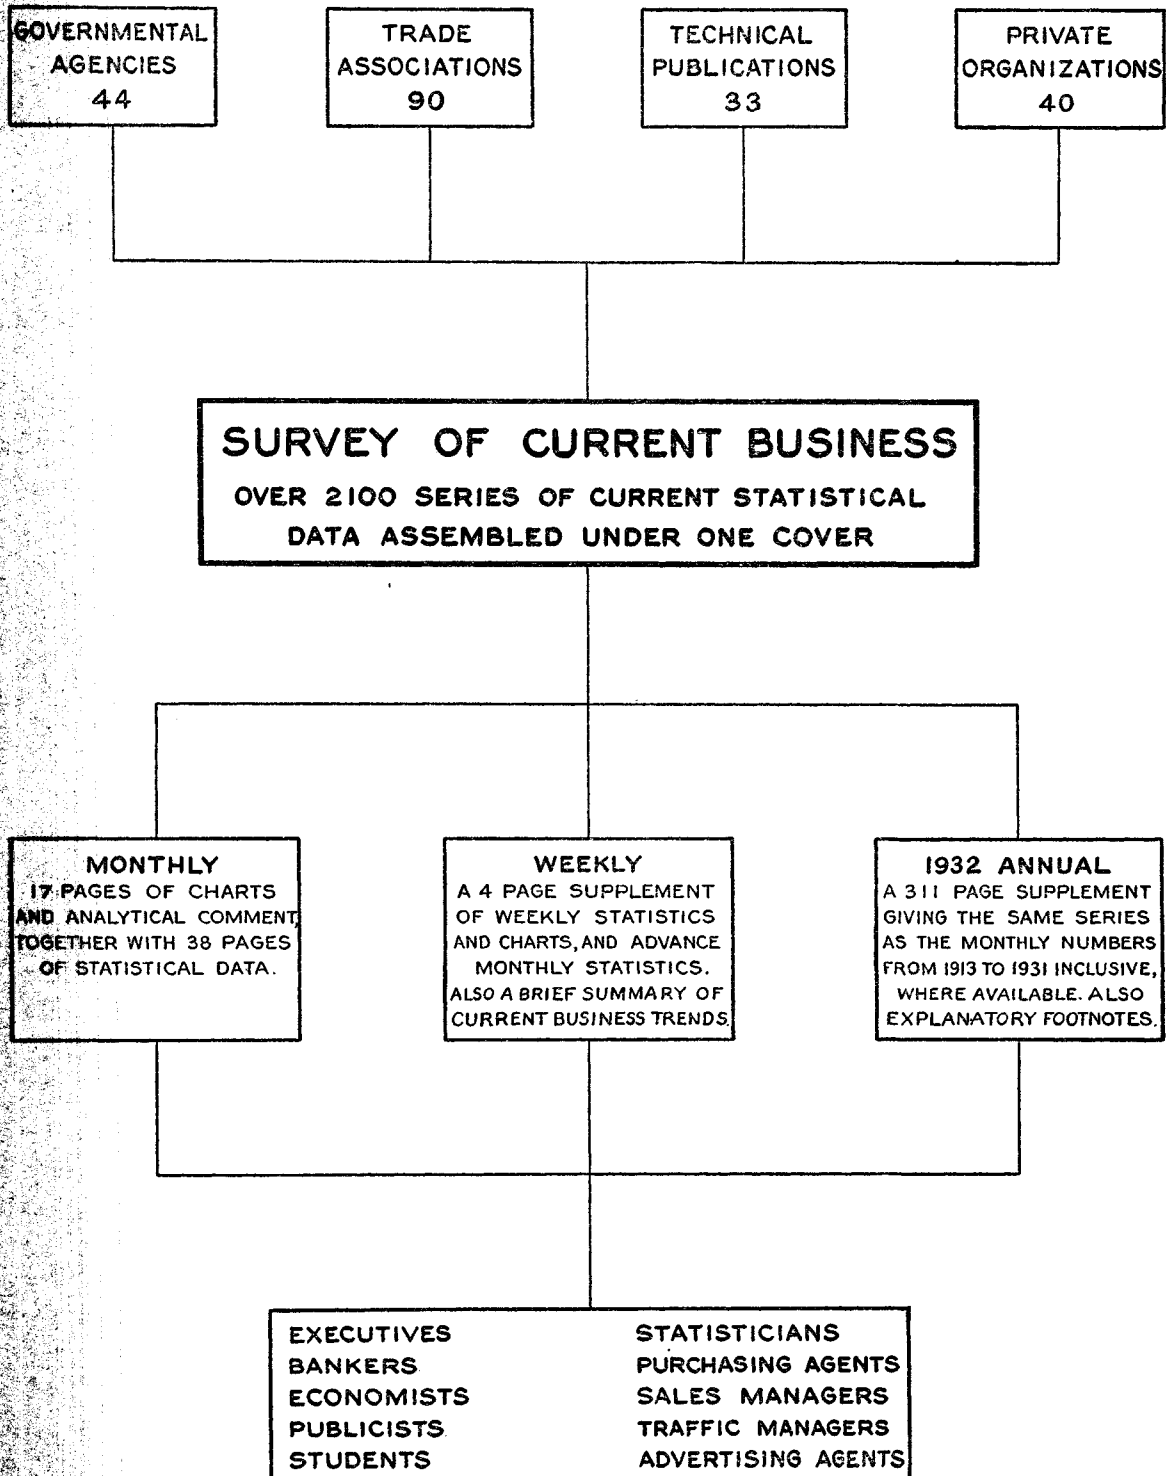 GOVERNMENTAL
AGENCIES
44
TRADE
ASSOCIATIONS
90
TECHNICAL
PUBLICATIONS
33
PRIVATE
ORGANIZATIONS
40
SURVEY OF CURRENT BUSINESS
OVER 2100 SERIES OF CURRENT STATISTICAL
DATA ASSEMBLED UNDER ONE COVER
MONTHLY
17 PAGES OF CHARTS
AND ANALYTICAL COMMENT,
TOGETHER WITH 38 PAGES
OF STATISTICAL DATA.
WEEKLY
A 4 PAGE SUPPLEMENT
OF WEEKLY STATISTICS
AND CHARTS, AND ADVANCE
MONTHLY STATISTICS.
ALSO A BRIEF SUMMARY OF
CURRENT BUSINESS TRENDS.
1932 ANNUAL
A 311 PAGE SUPPLEMENT
GIVING THE SAME SERIES
AS THE MONTHLY NUMBERS
FROM 1913 TO 1931 INCLUSIVE,
WHERE AVAILABLE. ALSO
EXPLANATORY FOOTNOTES.
EXECUTIVES
BANKERS
ECONOMISTS
PUBLICISTS
STUDENTS
STATISTICIANS
PURCHASING AGENTS
SALES MANAGERS
TRAFFIC MANAGERS
ADVERTISING AGENTS